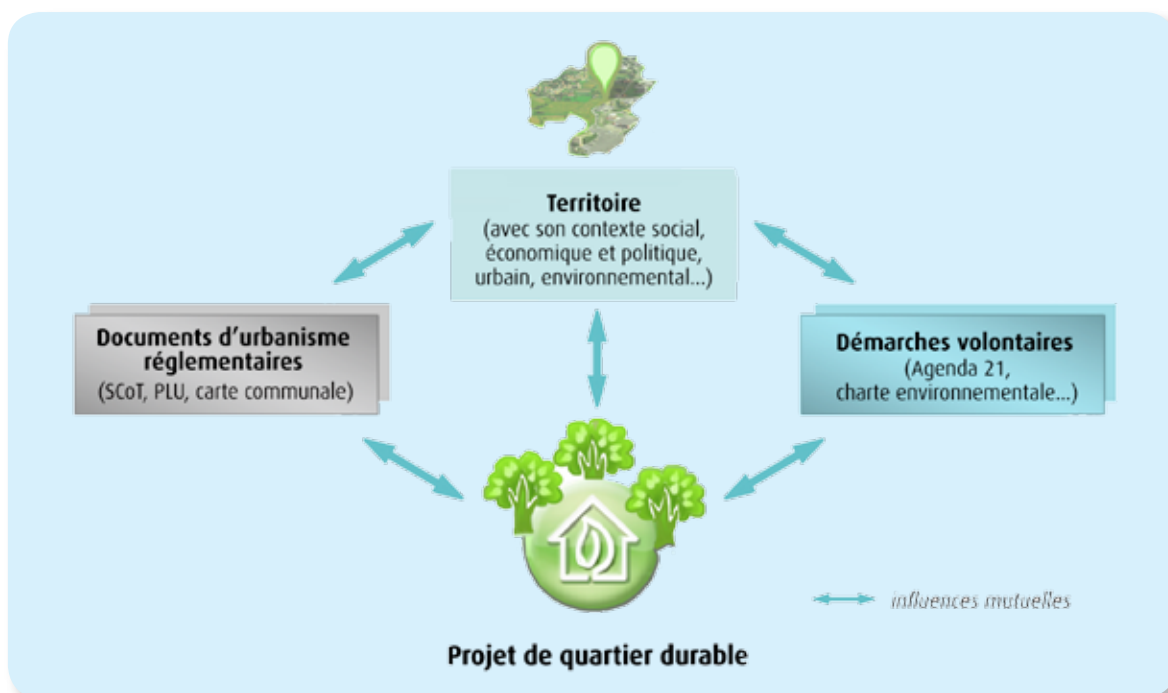 Territoire
(avec son contexte social,
économique et politique,
urbain, environnemental...)
Documents d'urbanisme
réglementaires
(SCoT, PLU, carte communale)
Démarches volontaires
(Agenda 21,
charte environnementale...)
influences mutuelles
Projet de quartier durable